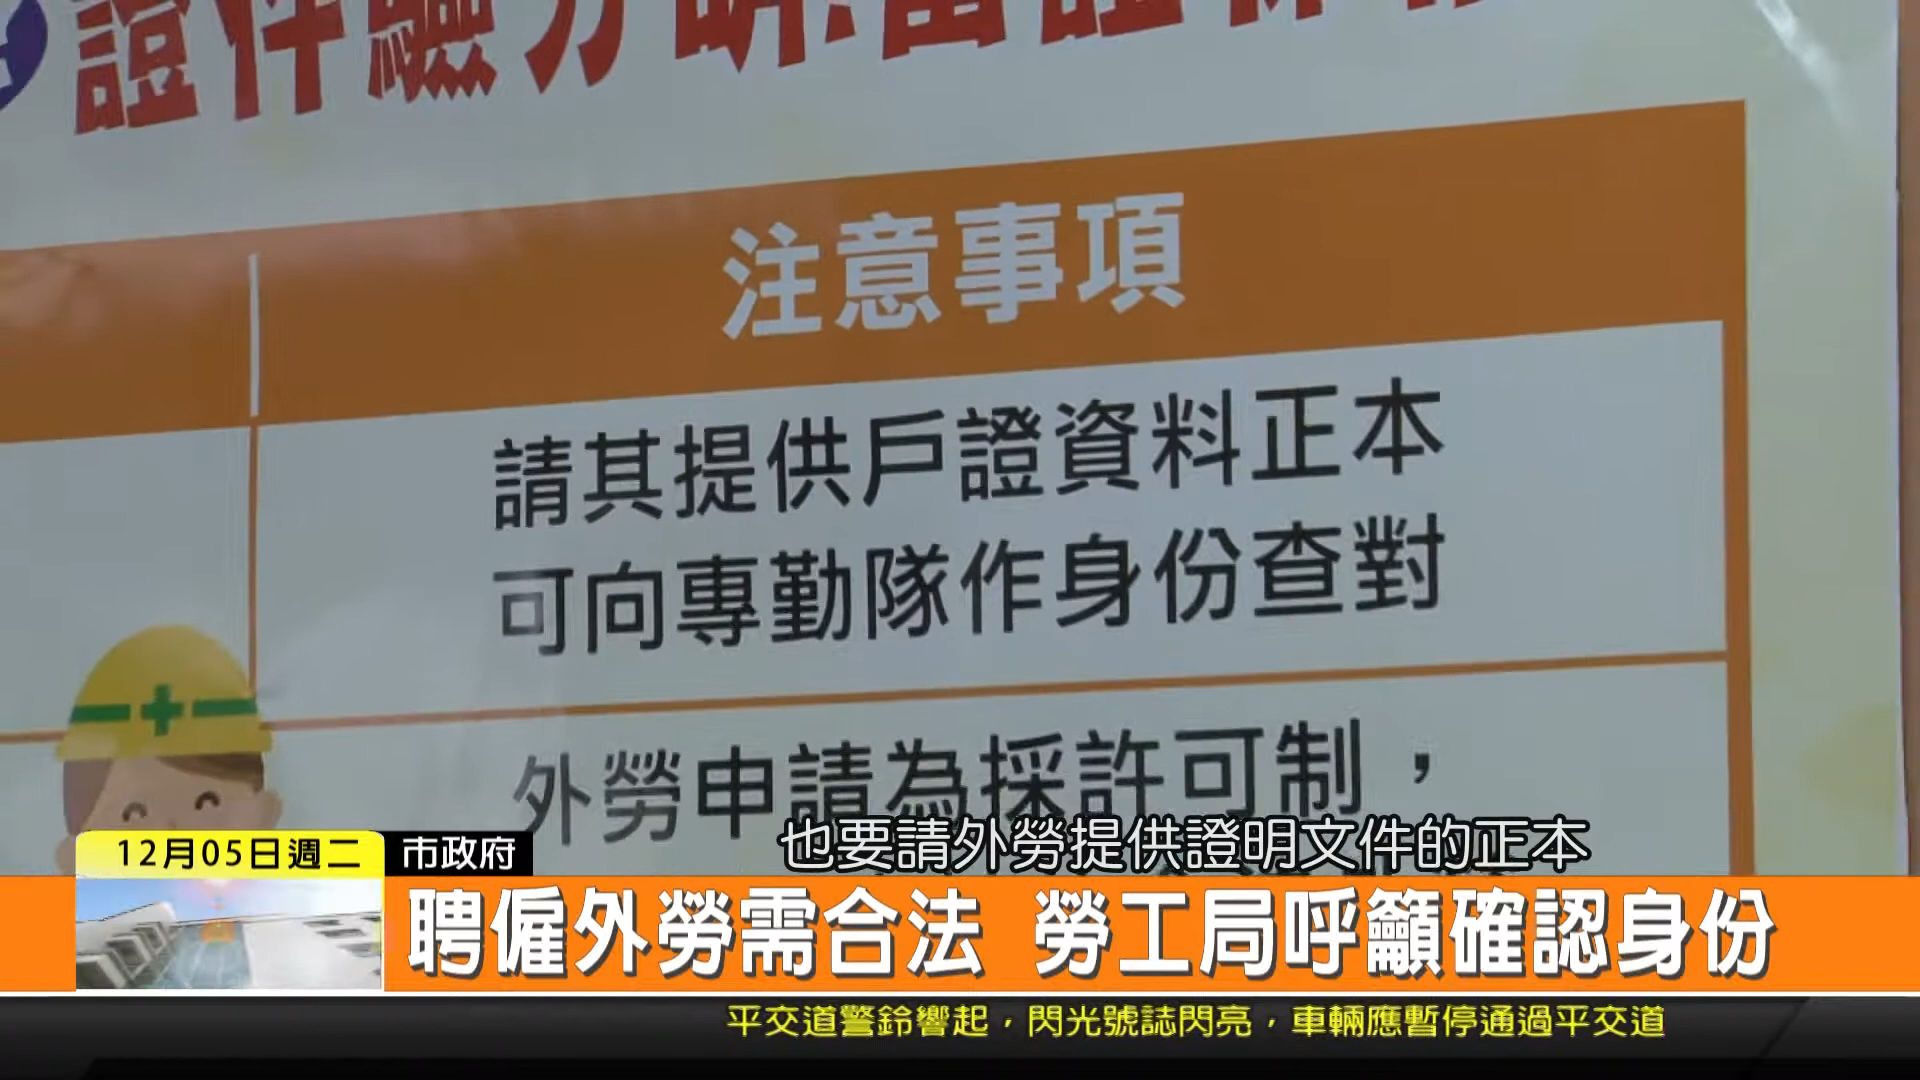 證件驗分明
注意事項
請其提供戶證資料正本
可向專勤隊作身份查對
外勞申請為採許可制，
也要請外勞提供證明文件的正本
12月05日週二
市政府
聘僱外勞需合法 勞工局呼籲確認身份
平交道警鈴響起，閃光號誌閃亮，車輛應暫停通過平交道